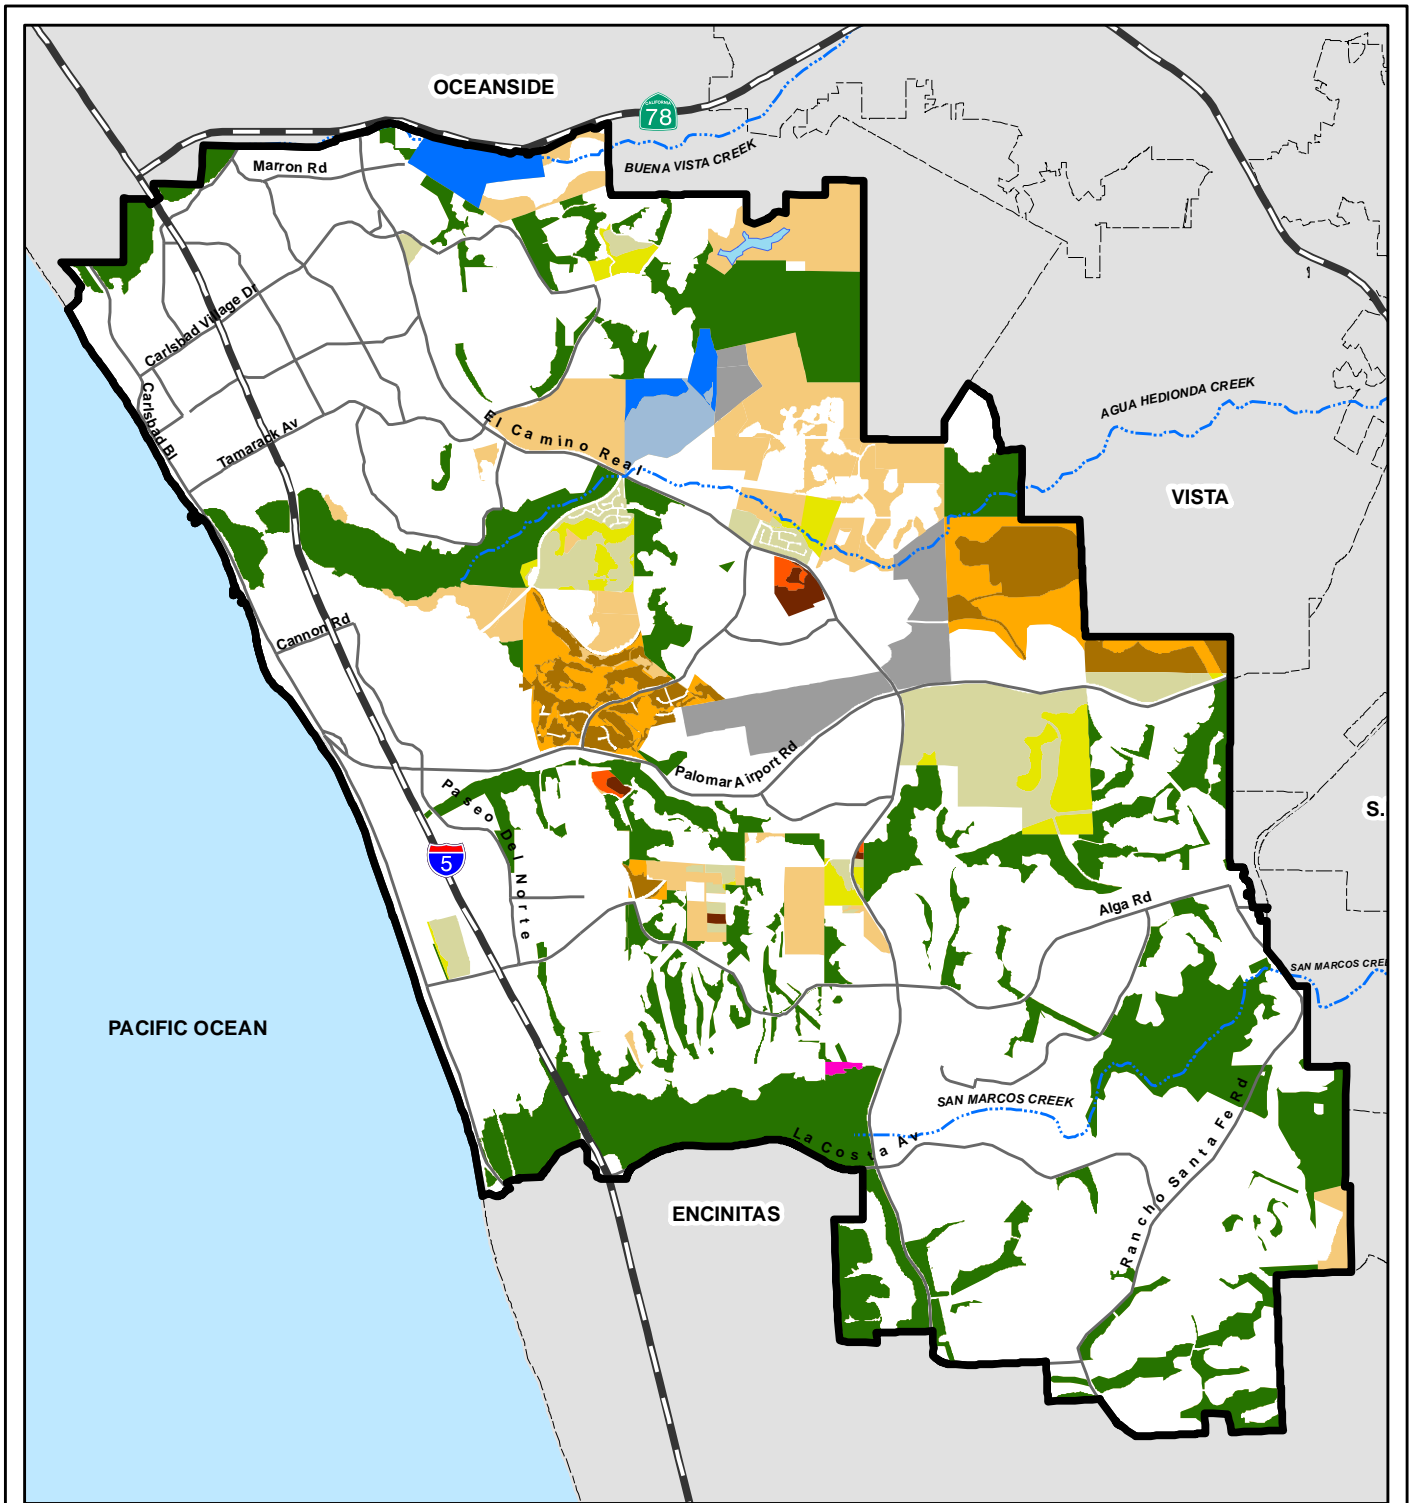 OCEANSIDE
CALIFORNIA
78
BUENA VISTA CREEK
Marron Rd
Carlsbad Village Dr
Carlsbad Bl
Tamarack Av
El Camino Real
AGUA HEDIONDA CREEK
VISTA
Cannon Rd
Palomar Airport Rd
Paseo Del Norte
S.
5
Alga Rd
SAN MARCOS CREE
PACIFIC OCEAN
SAN MARCOS CREEK
La Costa Av
Rancho Santa Fe Rd
ENCINITAS